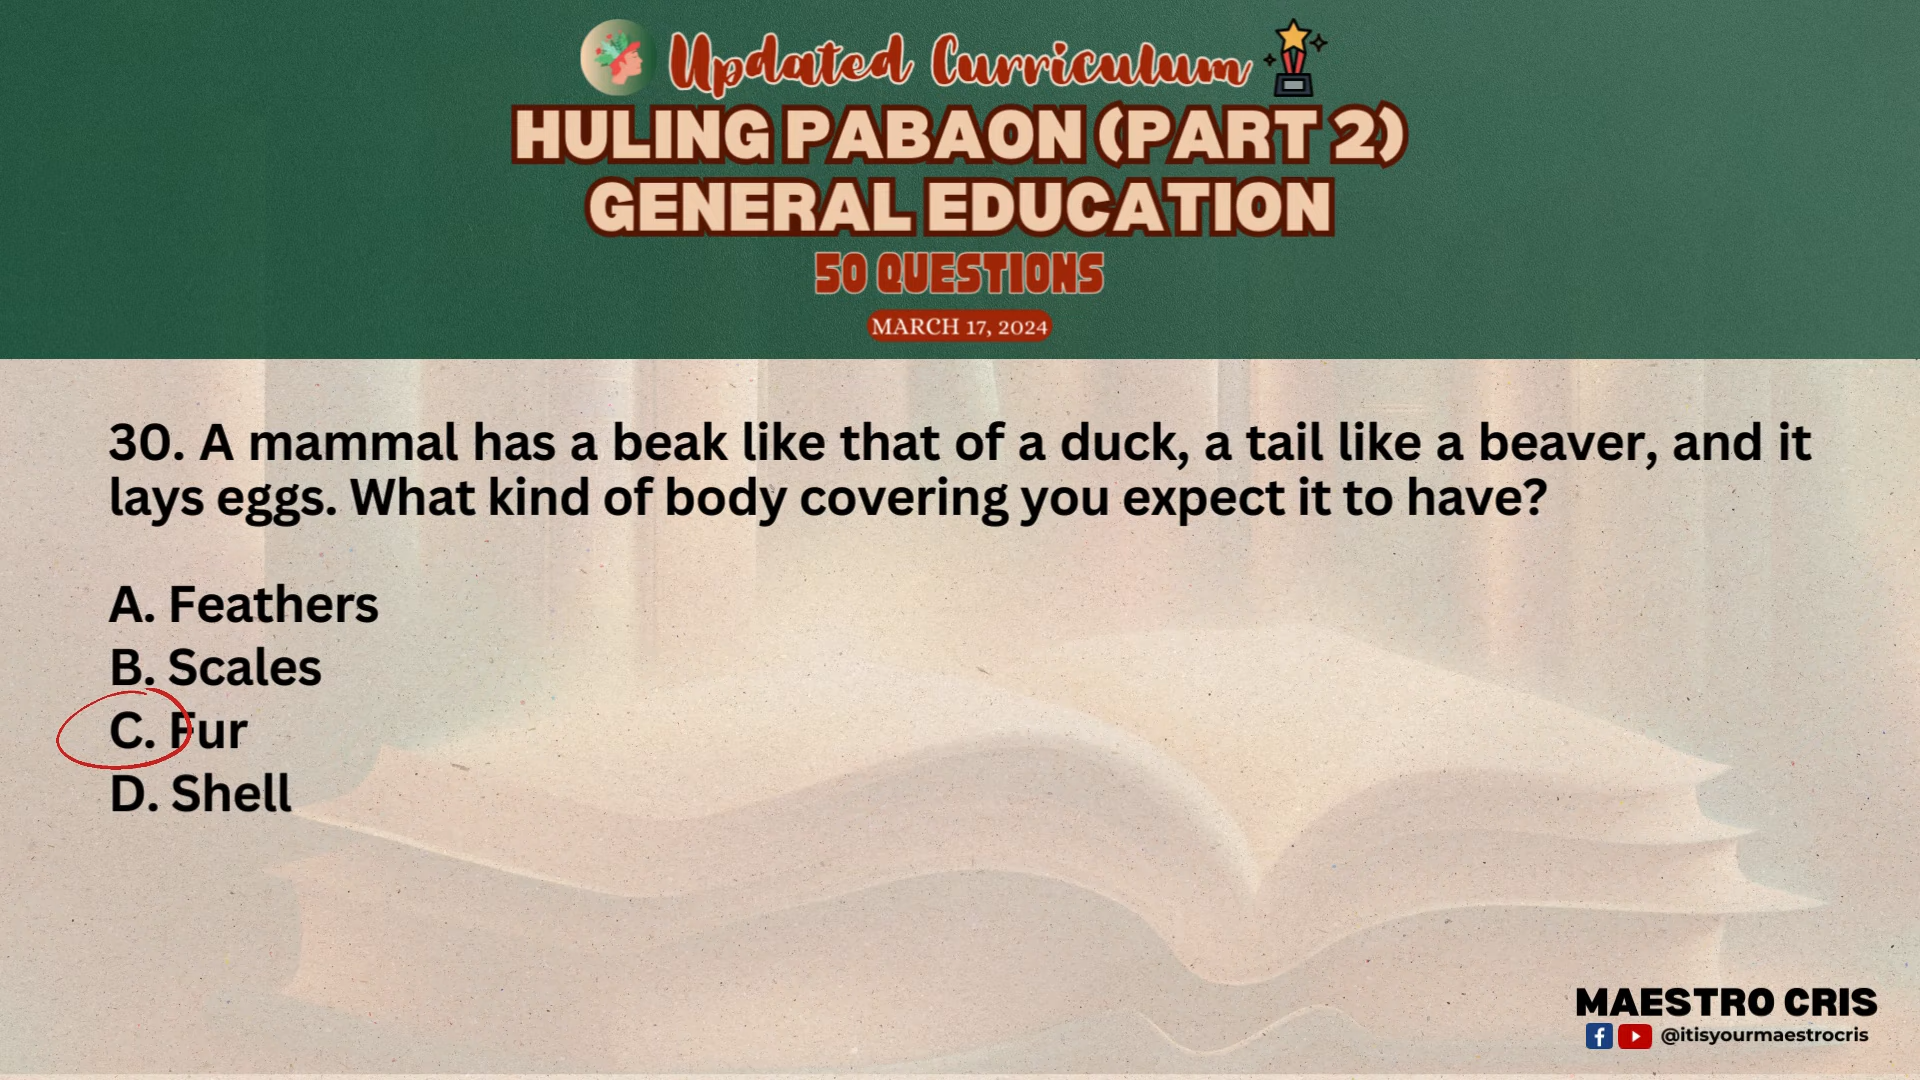 Updated Curriculum
HULING PABAON (PART 2)
GENERAL EDUCATION
50 QUESTIONS
MARCH 17, 2024
30. A mammal has a beak like that of a duck, a tail like a beaver, and it
lays eggs. What kind of body covering you expect it to have?
A. Feathers
B. Scales
C. Fur
D. Shell
MAESTRO CRIS
@itisyourmaestrocris